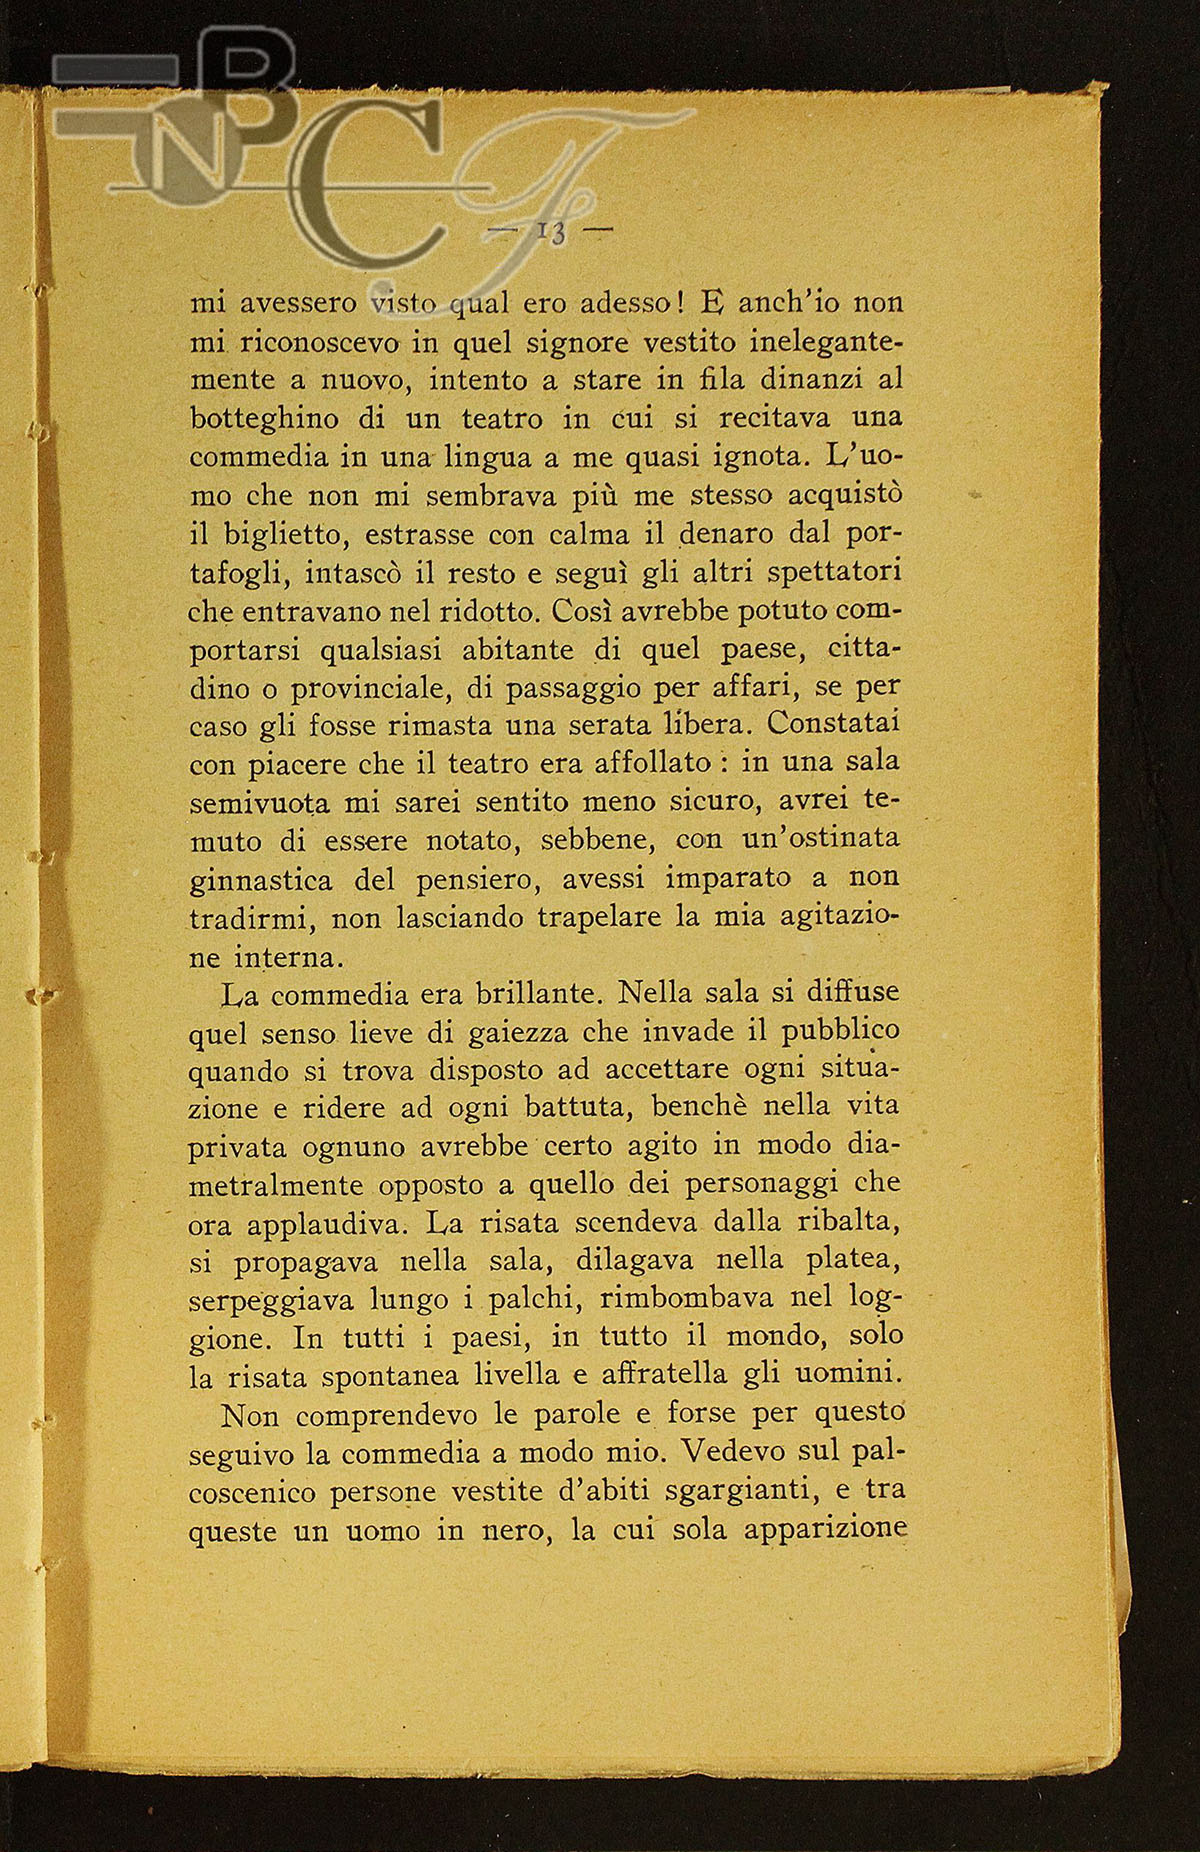 NBCF
— 13 —
mi avessero visto qual ero adesso! E anch'io non
mi riconoscevo in quel signore vestito inelegante-
mente a nuovo, intento a stare in fila dinanzi al
botteghino di un teatro in cui si recitava una
commedia in una lingua a me quasi ignota. L'uo-
mo che non mi sembrava più me stesso acquistò
il biglietto, estrasse con calma il denaro dal por-
tafogli, intascò il resto e seguì gli altri spettatori
che entravano nel ridotto. Così avrebbe potuto com-
portarsi qualsiasi abitante di quel paese, citta-
dino o provinciale, di passaggio per affari, se per
caso gli fosse rimasta una serata libera. Constatai
con piacere che il teatro era affollato : in una sala
semivuota mi sarei sentito meno sicuro, avrei te-
muto di essere notato, sebbene, con un'ostinata
ginnastica del pensiero, avessi imparato a non
tradirmi, non lasciando trapelare la mia agitazio-
ne interna.
La commedia era brillante. Nella sala si diffuse
quel senso lieve di gaiezza che invade il pubblico
quando si trova disposto ad accettare ogni situa-
zione e ridere ad ogni battuta, benchè nella vita
privata ognuno avrebbe certo agito in modo dia-
metralmente opposto a quello dei personaggi che
ora applaudiva. La risata scendeva dalla ribalta,
si propagava nella sala, dilagava nella platea,
serpeggiava lungo i palchi, rimbombava nel log-
gione. In tutti i paesi, in tutto il mondo, solo
la risata spontanea livella e affratella gli uomini.
Non comprendevo le parole e forse per questo
seguivo la commedia a modo mio. Vedevo sul pal-
coscenico persone vestite d'abiti sgargianti, e tra
queste un uomo in nero, la cui sola apparizione